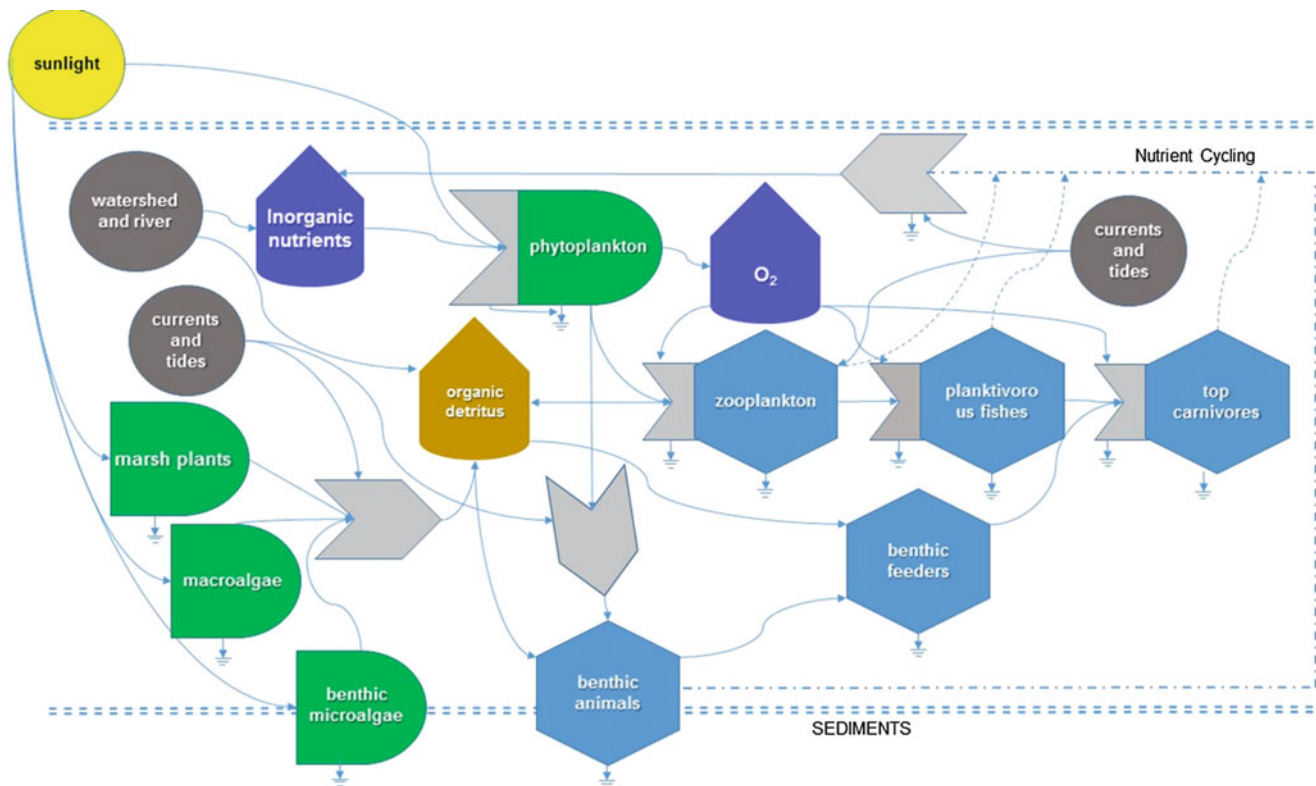 sunlight
Nutrient Cycling
watershed
and river
Inorganic
nutrients
phytoplankton
O₂
currents
and
tides
currents
and
tides
organic
detritus
zooplankton
planktivoro
us fishes
top
carnivores
marsh plants
macroalgae
benthic
feeders
benthic
microalgae
benthic
animals
SEDIMENTS